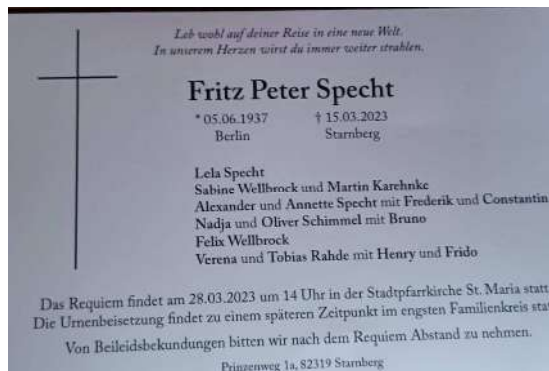 Leb wohl auf deiner Reise in eine neue Welt.
In unserem Herzen wirst du immer weiter strahlen.
Fritz Peter Specht
* 05.06.1937 † 15.03.2023
Berlin Starnberg
Lela Specht
Sabine Wellbrock und Martin Karehnke
Alexander und Annette Specht mit Frederik und Constantin
Nadja und Oliver Schimmel mit Bruno
Felix Wellbrock
Verena und Tobias Rahde mit Henry und Frido
Das Requiem findet am 28.03.2023 um 14 Uhr in der Stadtpfarrkirche St. Maria statt
Die Urnenbeisetzung findet zu einem späteren Zeitpunkt im engsten Familienkreis sta
Von Beileidsbekundungen bitten wir nach dem Requiem Abstand zu nehmen.
Prinzenweg 1a, 82319 Starnberg